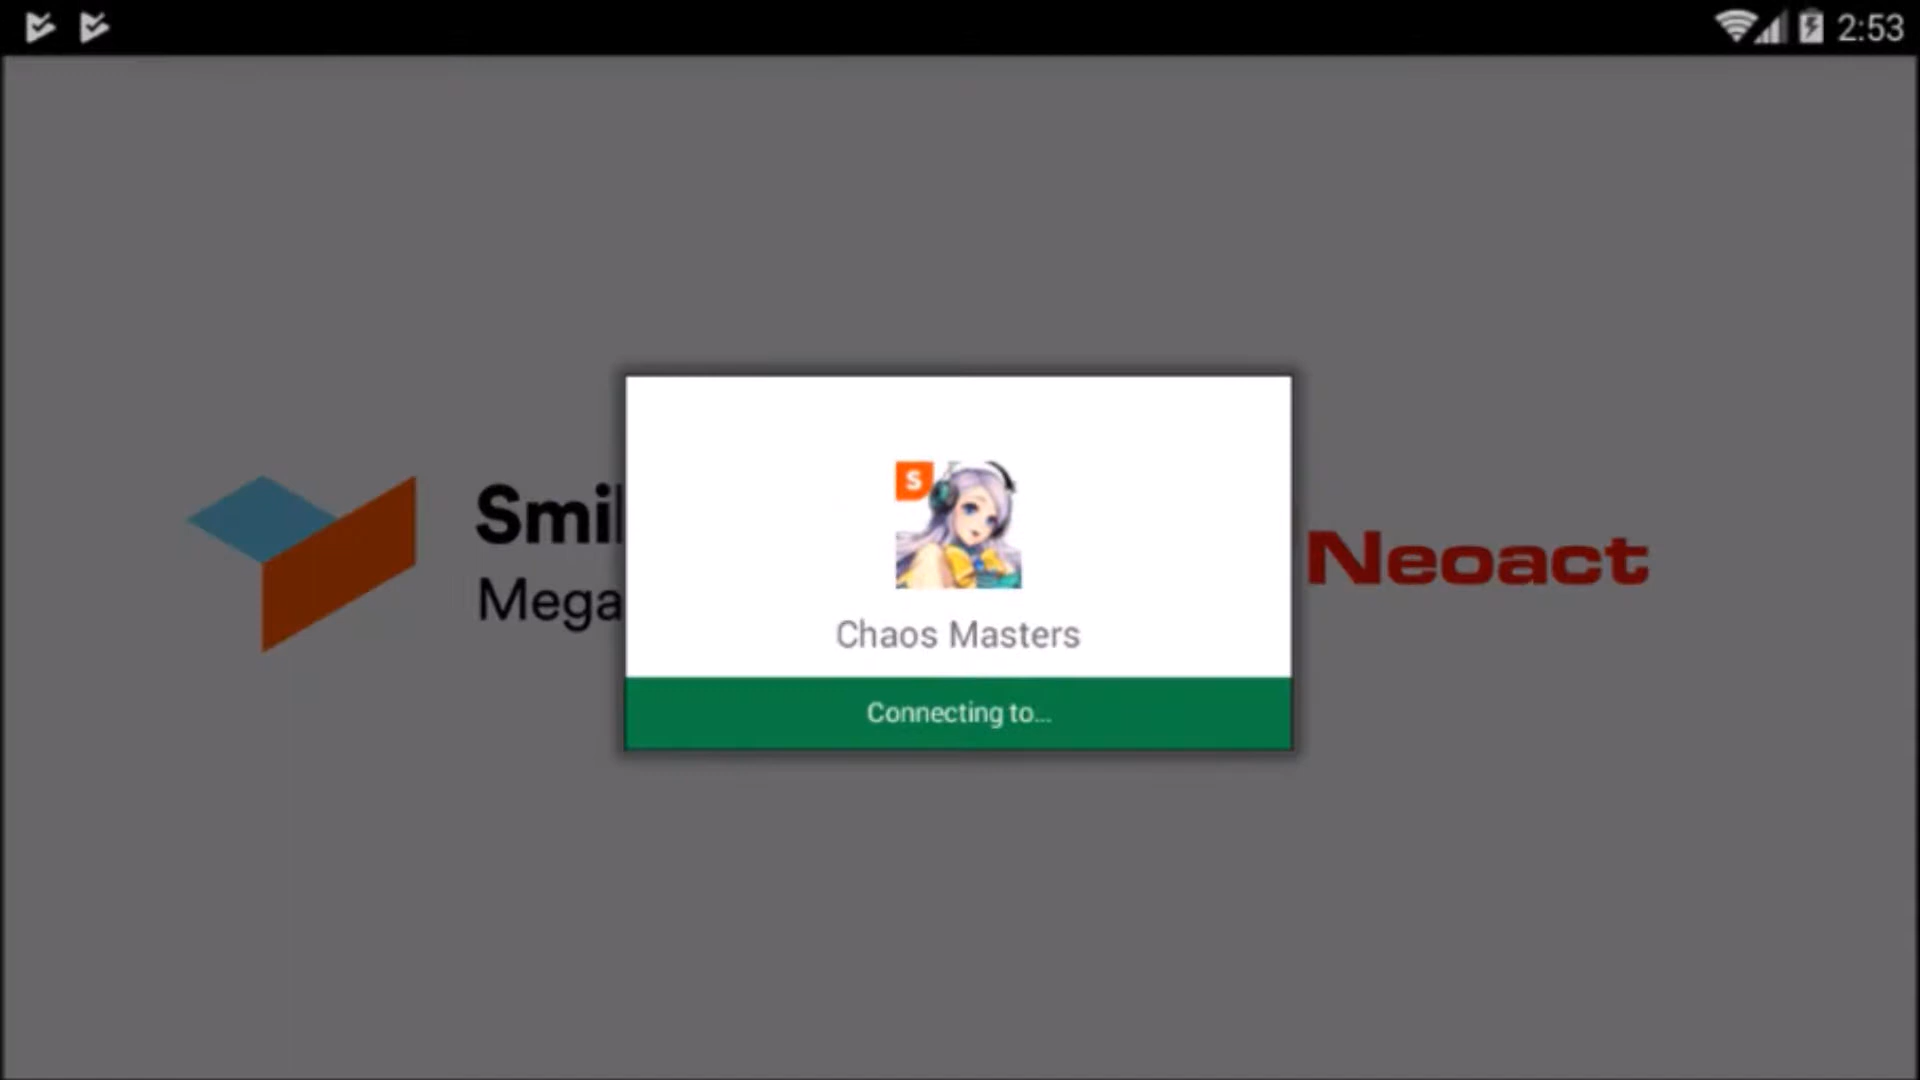 2:53
Smil
Mega
S
Chaos Masters
Connecting to...
Neoact